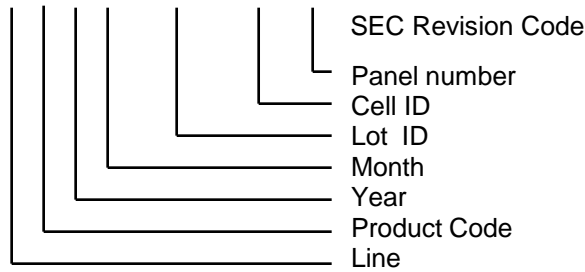 SEC Revision Code
Panel number
Cell ID
Lot ID
Month
Year
Product Code
Line